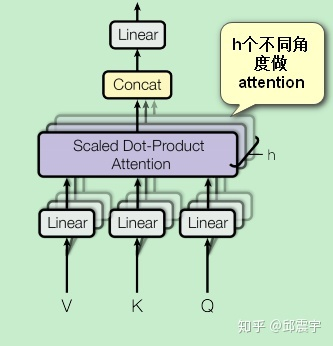 Linear
h个不同角
度做
attention
Concat
Scaled Dot-Product
Attention
h
Linear
Linear
Linear
V
K
Q
知乎 @邱震宇